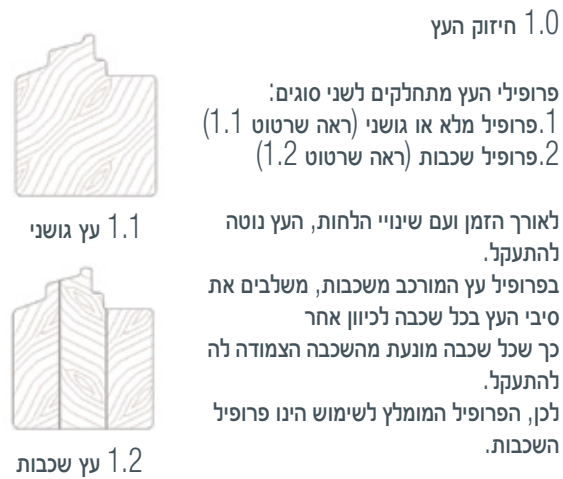 1.0 חיזוק העץ
פרופילי העץ מתחלקים לשני סוגים:
1.פרופיל מלא או גושני (ראה שרטוט 1.1)
2.פרופיל שכבות (ראה שרטוט 1.2)
לאורך הזמן ועם שינויי הלחות, העץ נוטה
להתעקל.
בפרופיל עץ המורכב משכבות, משלבים את
סיבי העץ בכל שכבה לכיוון אחר
כך שכל שכבה מונעת מהשכבה הצמודה לה
להתעקל.
לכן, הפרופיל המומלץ לשימוש הינו פרופיל
השכבות.
1.1 עץ גושני
1.2 עץ שכבות